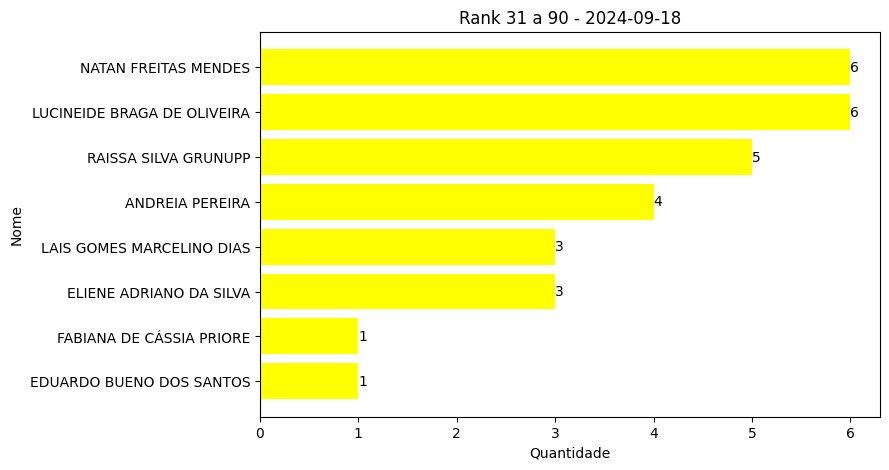 Rank 31 a 90 - 2024-09-18
NATAN FREITAS MENDES 6
LUCINEIDE BRAGA DE OLIVEIRA 6
RAISSA SILVA GRUNUPP 5
ANDREIA PEREIRA 4
LAIS GOMES MARCELINO DIAS 3
ELIENE ADRIANO DA SILVA 3
FABIANA DE CÁSSIA PRIORE 1
EDUARDO BUENO DOS SANTOS 1
Nome
0 1 2 3 4 5 6
Quantidade